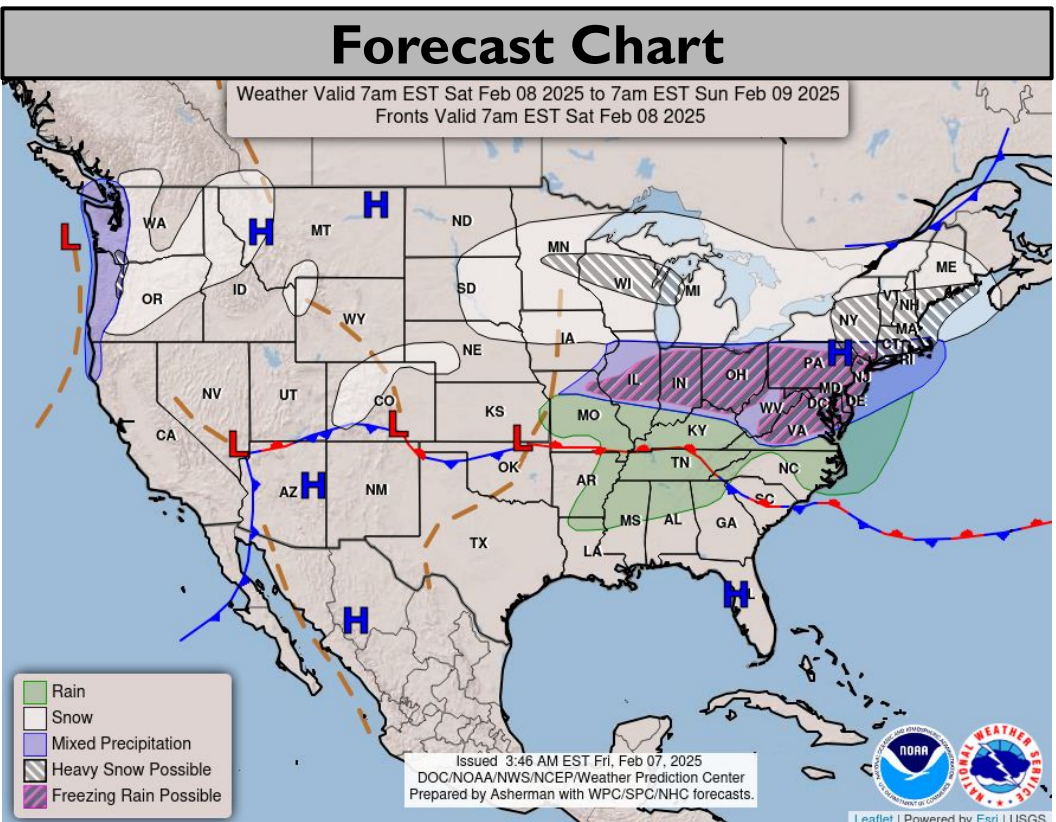 Forecast Chart
Weather Valid 7am EST Sat Feb 08 2025 to 7am EST Sun Feb 09 2025
Fronts Valid 7am EST Sat Feb 08 2025
WA
H
H
MT
ND
MN
ME
L
OR
ID
SD
WI
MI
VT
NH
WY
NY
MA
NE
IA
CT
RI
H
PA
NV
UT
CO
IL
IN
OH
NJ
MD
DE
DC
WV
KS
MO
VA
KY
CA
L
L
L
OK
TN
NC
AZ
H
NM
AR
SC
MS
AL
GA
TX
LA
H
FL
H
Rain
Snow
Mixed Precipitation
Heavy Snow Possible
Freezing Rain Possible
Issued 3:46 AM EST Fri, Feb 07, 2025
DOC/NOAA/NWS/NCEP/Weather Prediction Center
Prepared by Asherman with WPC/SPC/NHC forecasts.
NOAA
NATIONAL WEATHER SERVICE
Leaflet | Powered by Esri | USGS